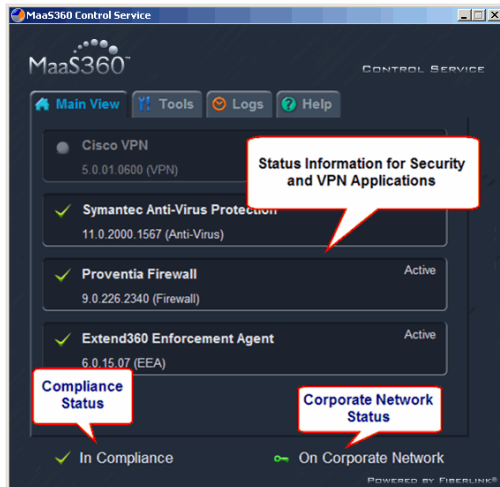 MaaS360 Control Service
MaaS360™
CONTROL SERVICE
Main View
Tools
Logs
Help
Cisco VPN
5.0.01.0600 (VPN)
Status Information for Security
and VPN Applications
Symantec Anti-Virus Protection
11.0.2000.1567 (Anti-Virus)
Proventia Firewall
Active
9.0.226.2340 (Firewall)
Extend360 Enforcement Agent
Active
6.0.15.07 (EEA)
Compliance
Status
Corporate Network
Status
In Compliance
On Corporate Network
POWERED BY FIBERLINK®